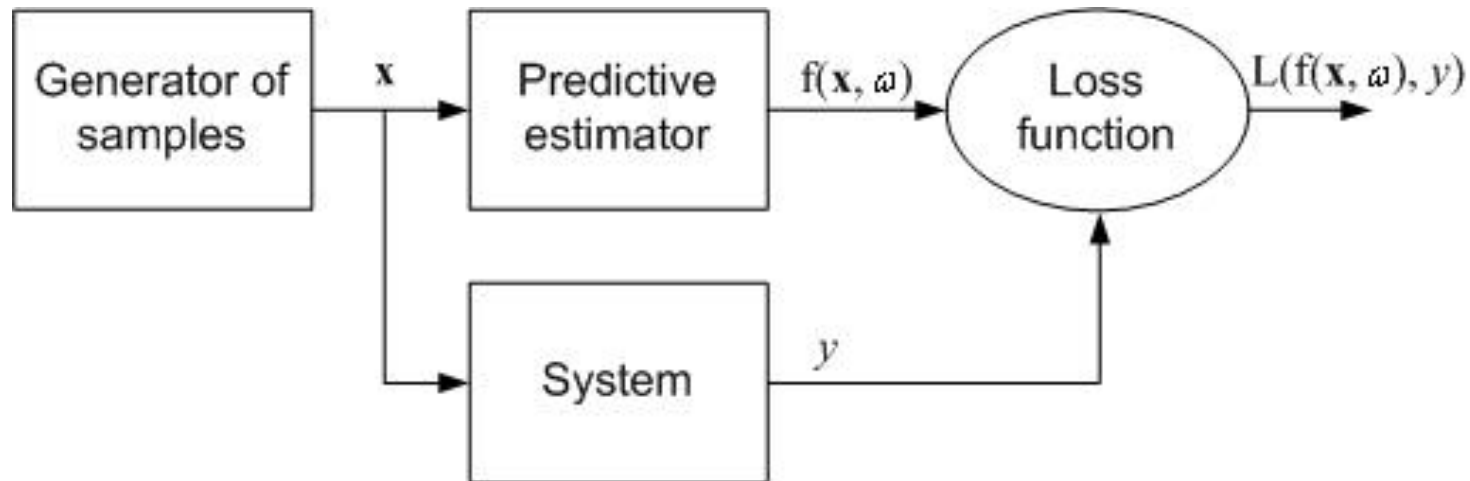 Generator of
samples
x
Predictive
estimator
f(x, ω)
Loss
function
L(f(x, ω), y)
System
y